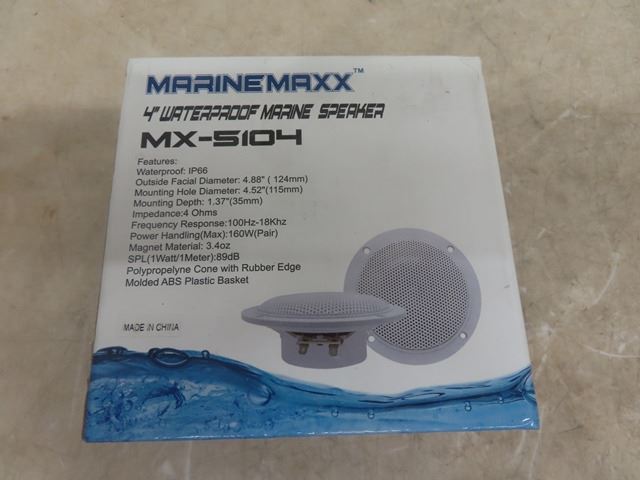 MARINEMAXX™
4" WATERPROOF MARINE SPEAKER
MX-5104
Features:
Waterproof: IP66
Outside Facial Diameter: 4.88" ( 124mm)
Mounting Hole Diameter: 4.52"(115mm)
Mounting Depth: 1.37"(35mm)
Impedance:4 Ohms
Frequency Response:100Hz-18Khz
Power Handling(Max):160W(Pair)
Magnet Material: 3.4oz
SPL(1Watt/1Meter):89dB
Polypropelyne Cone with Rubber Edge
Molded ABS Plastic Basket
MADE IN CHINA